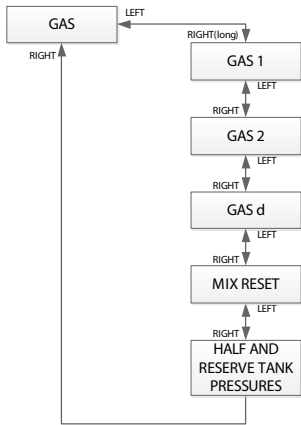 GAS
LEFT
RIGHT
RIGHT(long)
GAS 1
LEFT
RIGHT
GAS 2
LEFT
RIGHT
GAS d
LEFT
RIGHT
MIX RESET
LEFT
RIGHT
HALF AND
RESERVE TANK
PRESSURES